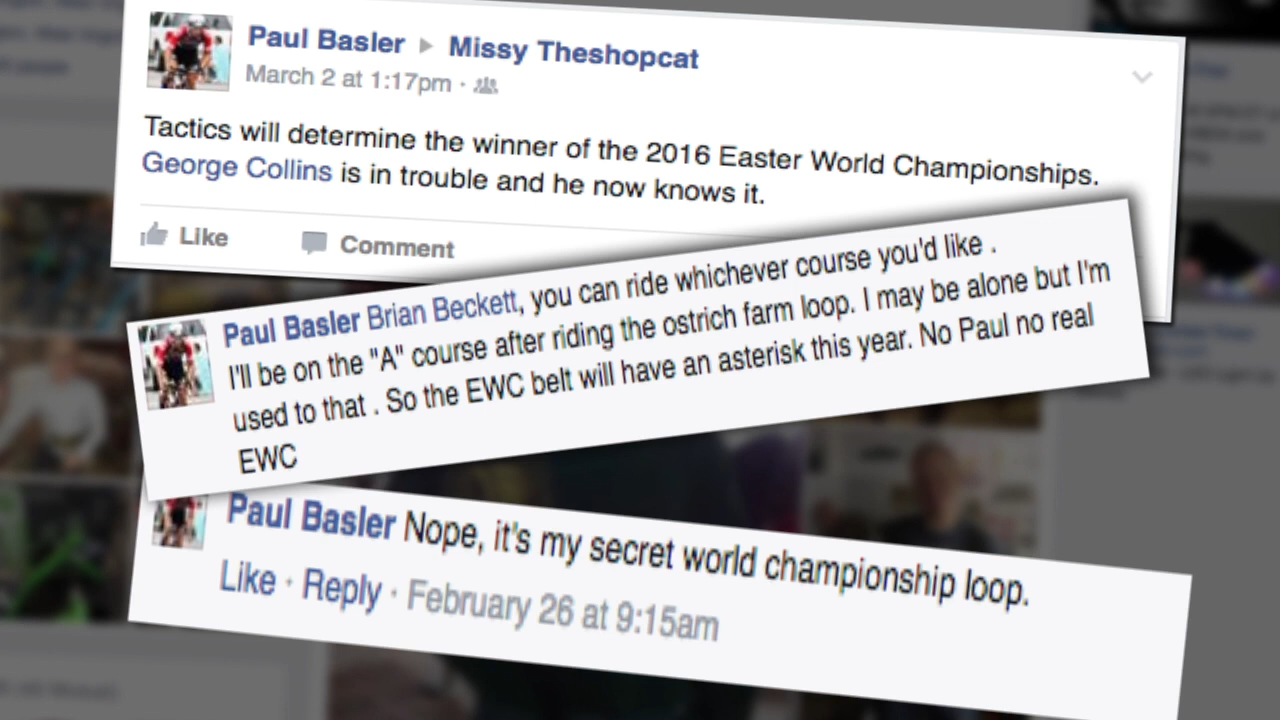 Paul Basler ▸ Missy Theshopcat
March 2 at 1:17pm ·
Tactics will determine the winner of the 2016 Easter World Championships.
George Collins is in trouble and he now knows it.
Like Comment
Paul Basler Brian Beckett, you can ride whichever course you'd like .
I'll be on the "A" course after riding the ostrich farm loop. I may be alone but I'm
used to that . So the EWC belt will have an asterisk this year. No Paul no real
EWC
Paul Basler Nope, it's my secret world championship loop.
Like · Reply · February 26 at 9:15am